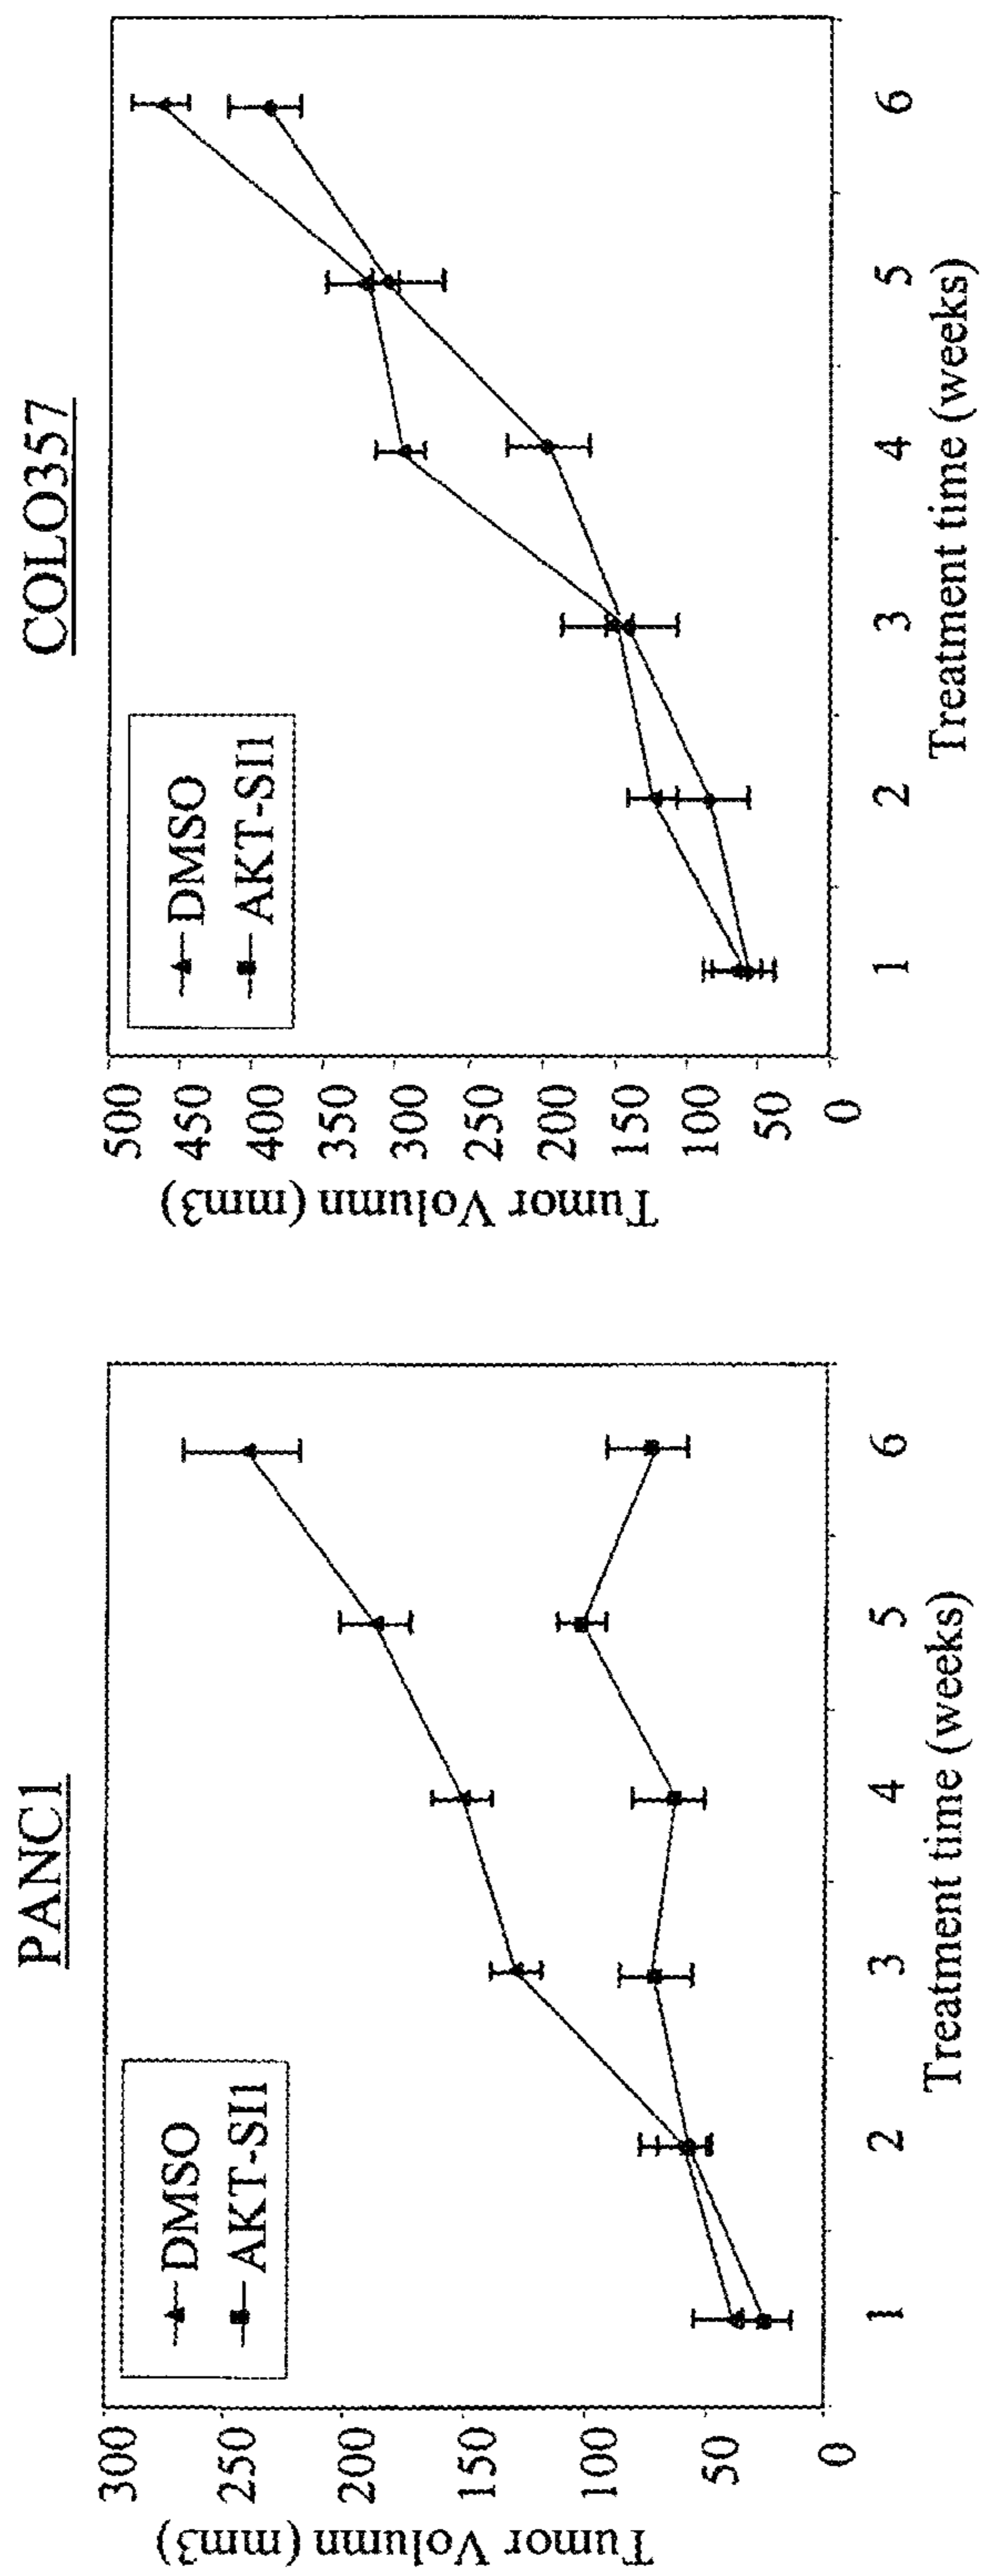 PANC1
DMSO
AKT-SI1
Tumor Volumn (mm3)
300
250
200
150
100
50
0
1 2 3 4 5 6
Treatment time (weeks)
COLO357
DMSO
AKT-SI1
Tumor Volumn (mm3)
500
450
400
350
300
250
200
150
100
50
0
1 2 3 4 5 6
Treatment time (weeks)